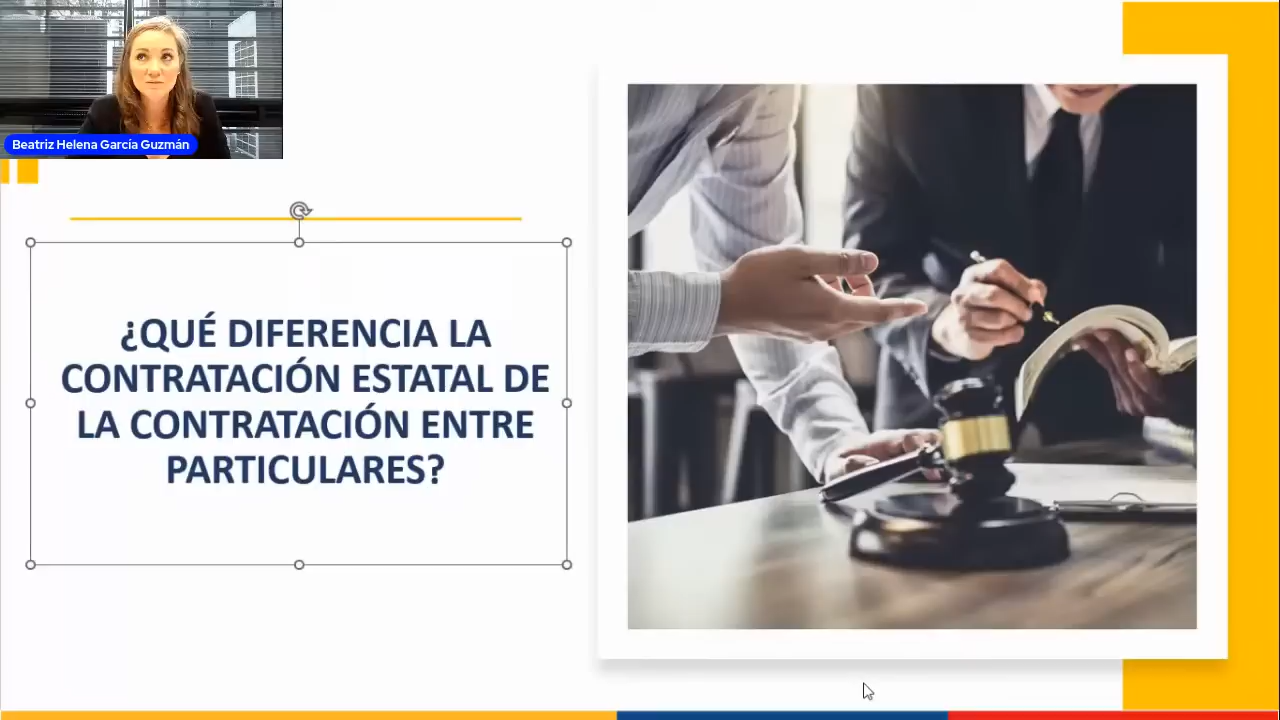 Beatriz Helena García Guzmán
¿QUÉ DIFERENCIA LA
CONTRATACIÓN ESTATAL DE
LA CONTRATACIÓN ENTRE
PARTICULARES?